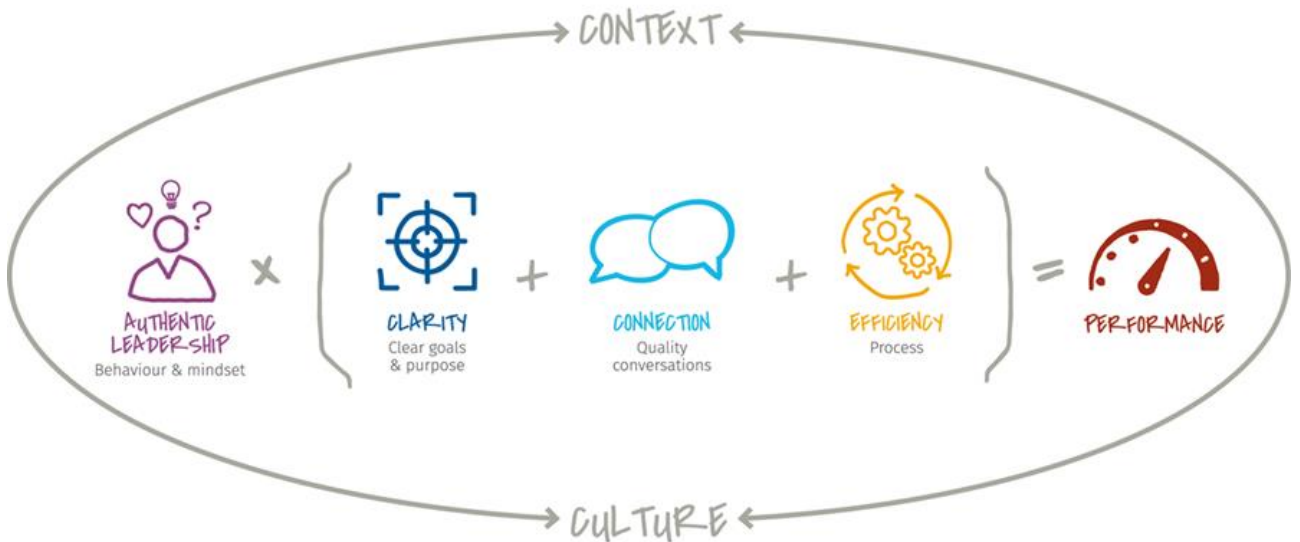 CONTEXT
AUTHENTIC
LEADERSHIP
Behaviour & mindset
×
(
CLARITY
Clear goals
& purpose
+
CONNECTION
Quality
conversations
+
EFFICIENCY
Process
)
=
PERFORMANCE
CULTURE